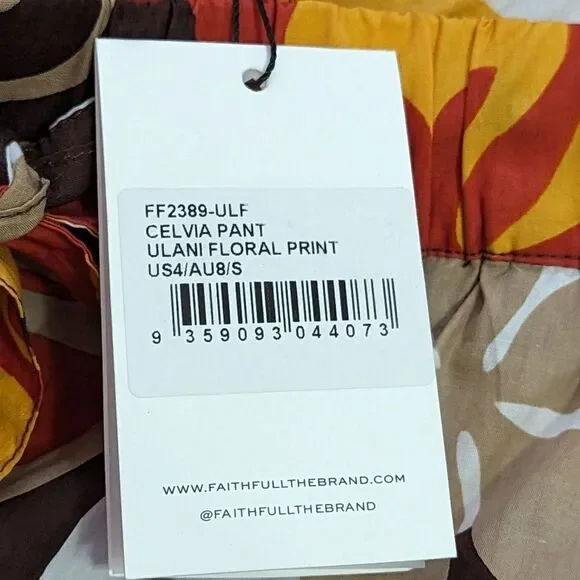 FF2389-ULF
CELVIA PANT
ULANI FLORAL PRINT
US4/AU8/S
9 359093 044073
WWW.FAITHFULLTHEBRAND.COM
@FAITHFULLTHEBRAND